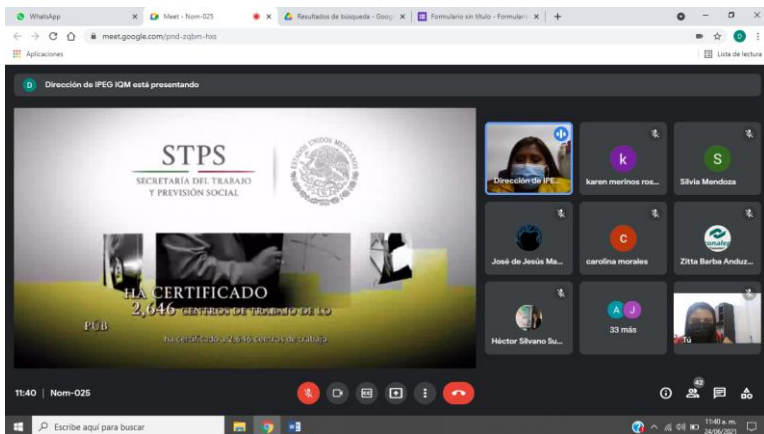 WhatsApp
Meet - Nom-025
Resultados de búsqueda - Goog
Formulario sin título - Formulario
meet.google.com/pnd-zqbm-hxs
Aplicaciones
Lista de lectura
D Dirección de IPEG IQM está presentando
STPS
SECRETARÍA DEL TRABAJO
Y PREVISIÓN SOCIAL
ESTADOS UNIDOS MEXICANOS
HA CERTIFICADO
2,646 CENTROS DE TRABAJO DE LO
PUB
ha certificado a 2,646 centros de trabajo
Dirección de IPE...
k
karen merinos ros...
S
Silvia Mendoza
José de Jesús Ma...
c
carolina morales
conalep
Zitta Barba Anduz...
Héctor Silvano Su...
A J
33 más
Tú
11:40 | Nom-025
42
Escribe aquí para buscar
11:40 a. m.
24/06/2021